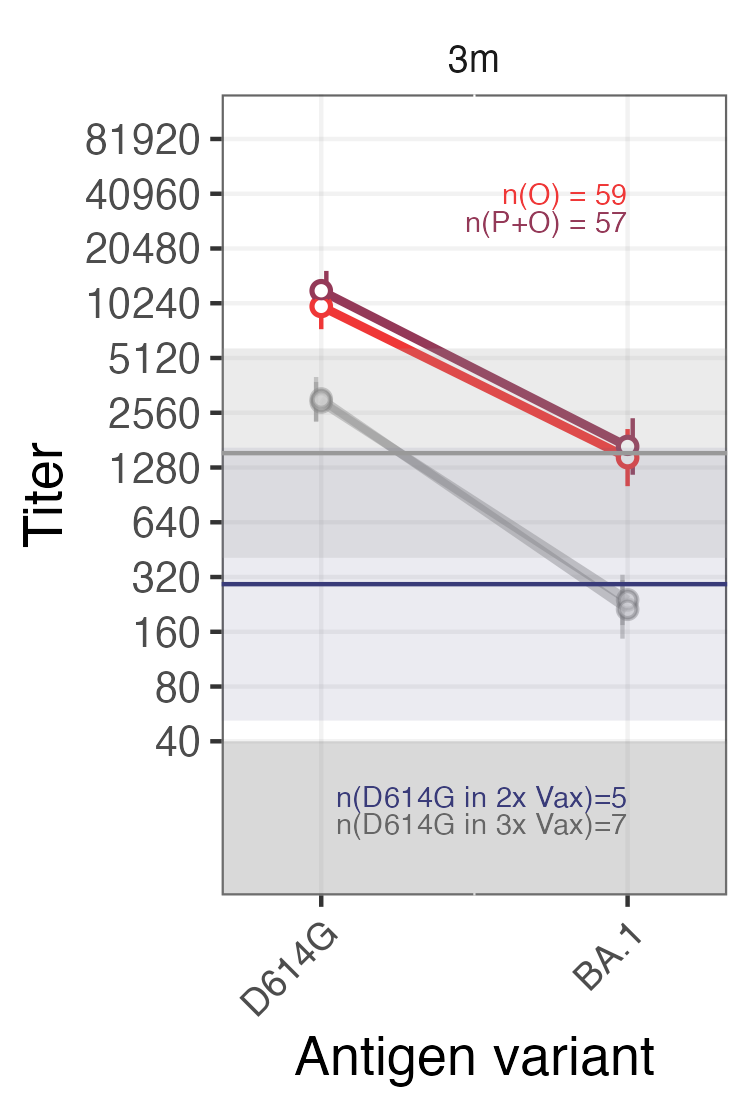 3m
81920
40960
20480
10240
5120
2560
1280
640
320
160
80
40
Titer
n(O) = 59
n(P+O) = 57
n(D614G in 2x Vax)=5
n(D614G in 3x Vax)=7
D614G
BA.1
Antigen variant